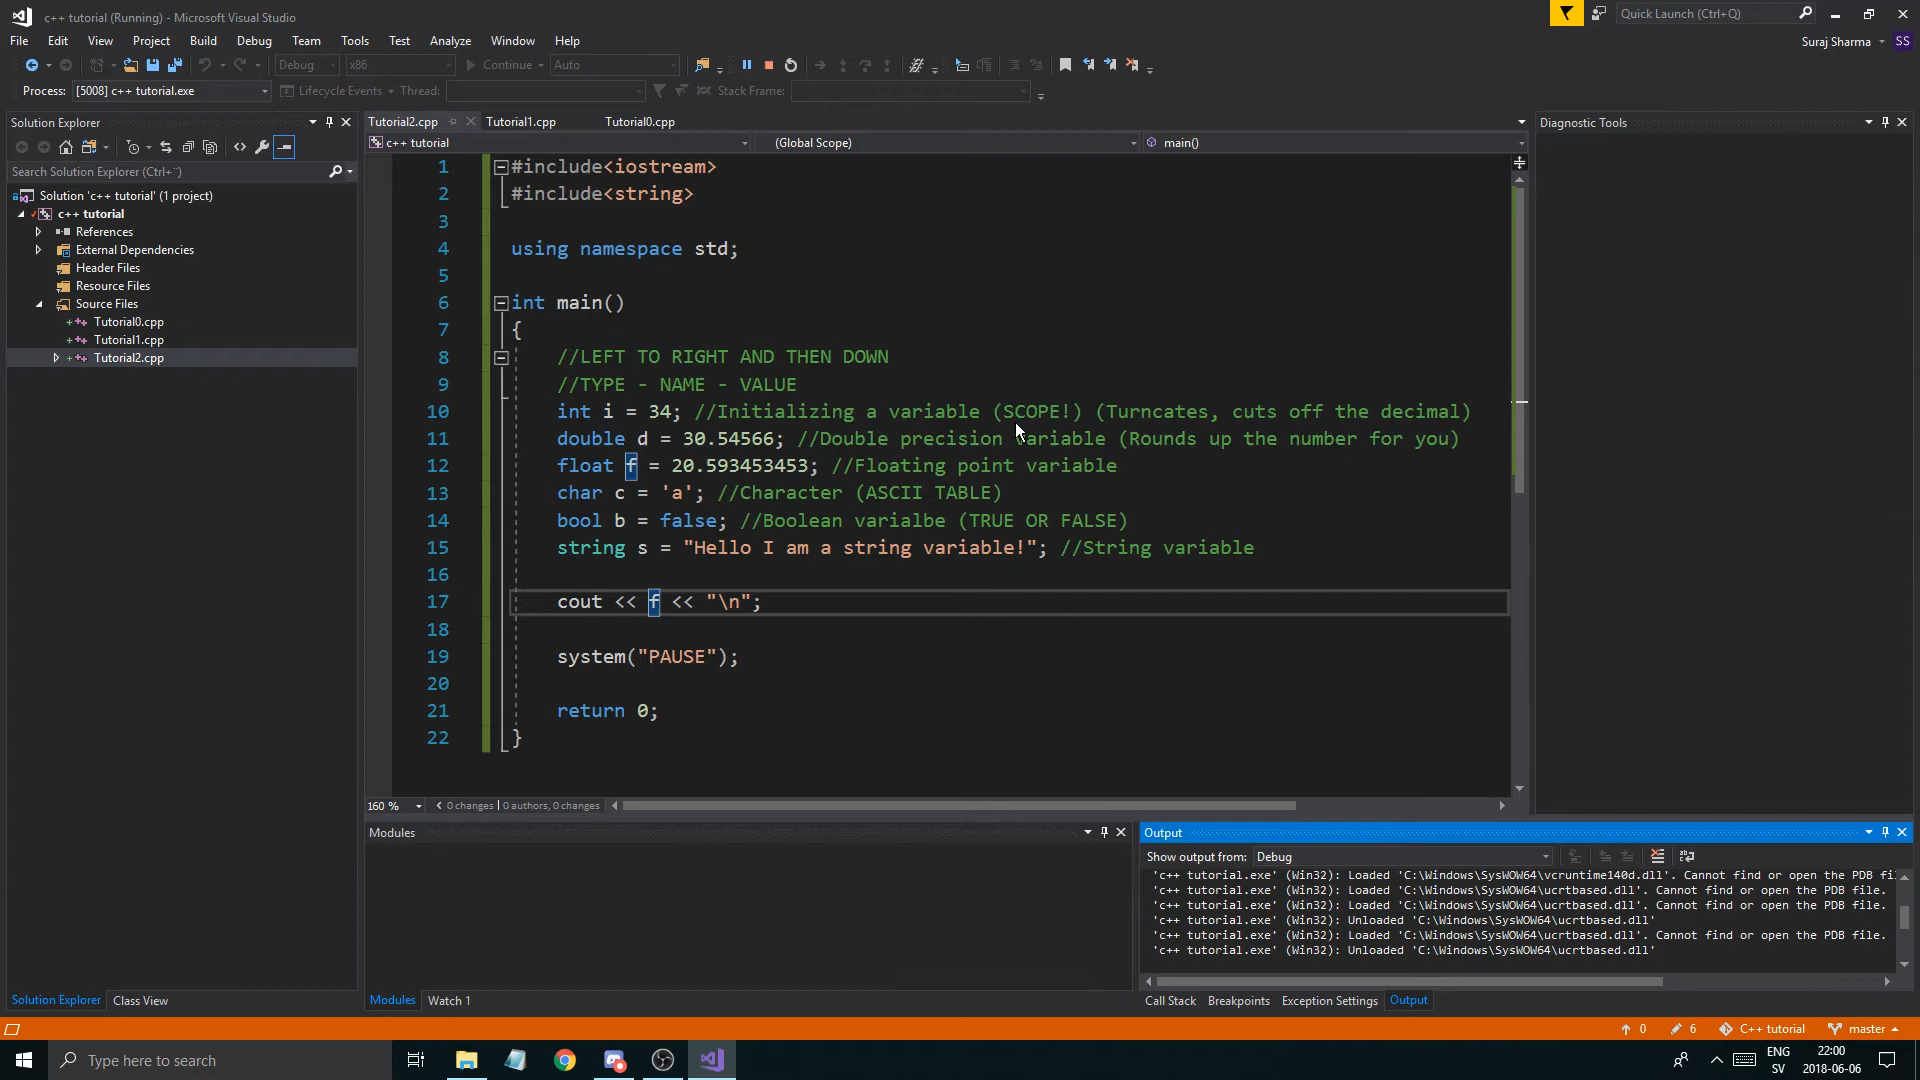 c++ tutorial (Running) - Microsoft Visual Studio
Quick Launch (Ctrl+Q)
File Edit View Project Build Debug Team Tools Test Analyze Window Help
Suraj Sharma SS
Debug x86 Continue Auto
Process: [5008] c++ tutorial.exe Lifecycle Events Thread: Stack Frame:
Solution Explorer
Search Solution Explorer (Ctrl+¨)
Solution 'c++ tutorial' (1 project)
c++ tutorial
References
External Dependencies
Header Files
Resource Files
Source Files
Tutorial0.cpp
Tutorial1.cpp
Tutorial2.cpp
Solution Explorer Class View
Tutorial2.cpp Tutorial1.cpp Tutorial0.cpp
c++ tutorial (Global Scope) main()
1 #include<iostream>
2 #include<string>
3
4 using namespace std;
5
6 int main()
7 {
8 //LEFT TO RIGHT AND THEN DOWN
9 //TYPE - NAME - VALUE
10 int i = 34; //Initializing a variable (SCOPE!) (Turncates, cuts off the decimal)
11 double d = 30.54566; //Double precision variable (Rounds up the number for you)
12 float f = 20.593453453; //Floating point variable
13 char c = 'a'; //Character (ASCII TABLE)
14 bool b = false; //Boolean varialbe (TRUE OR FALSE)
15 string s = "Hello I am a string variable!"; //String variable
16
17 cout << f << "\n";
18
19 system("PAUSE");
20
21 return 0;
22 }
160 % 0 changes | 0 authors, 0 changes
Diagnostic Tools
Modules
Modules Watch 1
Output
Show output from: Debug
'c++ tutorial.exe' (Win32): Loaded 'C:\Windows\SysWOW64\vcruntime140d.dll'. Cannot find or open the PDB fi
'c++ tutorial.exe' (Win32): Loaded 'C:\Windows\SysWOW64\ucrtbased.dll'. Cannot find or open the PDB file.
'c++ tutorial.exe' (Win32): Loaded 'C:\Windows\SysWOW64\ucrtbased.dll'. Cannot find or open the PDB file.
'c++ tutorial.exe' (Win32): Unloaded 'C:\Windows\SysWOW64\ucrtbased.dll'
'c++ tutorial.exe' (Win32): Loaded 'C:\Windows\SysWOW64\ucrtbased.dll'. Cannot find or open the PDB file.
'c++ tutorial.exe' (Win32): Unloaded 'C:\Windows\SysWOW64\ucrtbased.dll'
Call Stack Breakpoints Exception Settings Output
0 6 C++ tutorial master
Type here to search
ENG 22:00
SV 2018-06-06